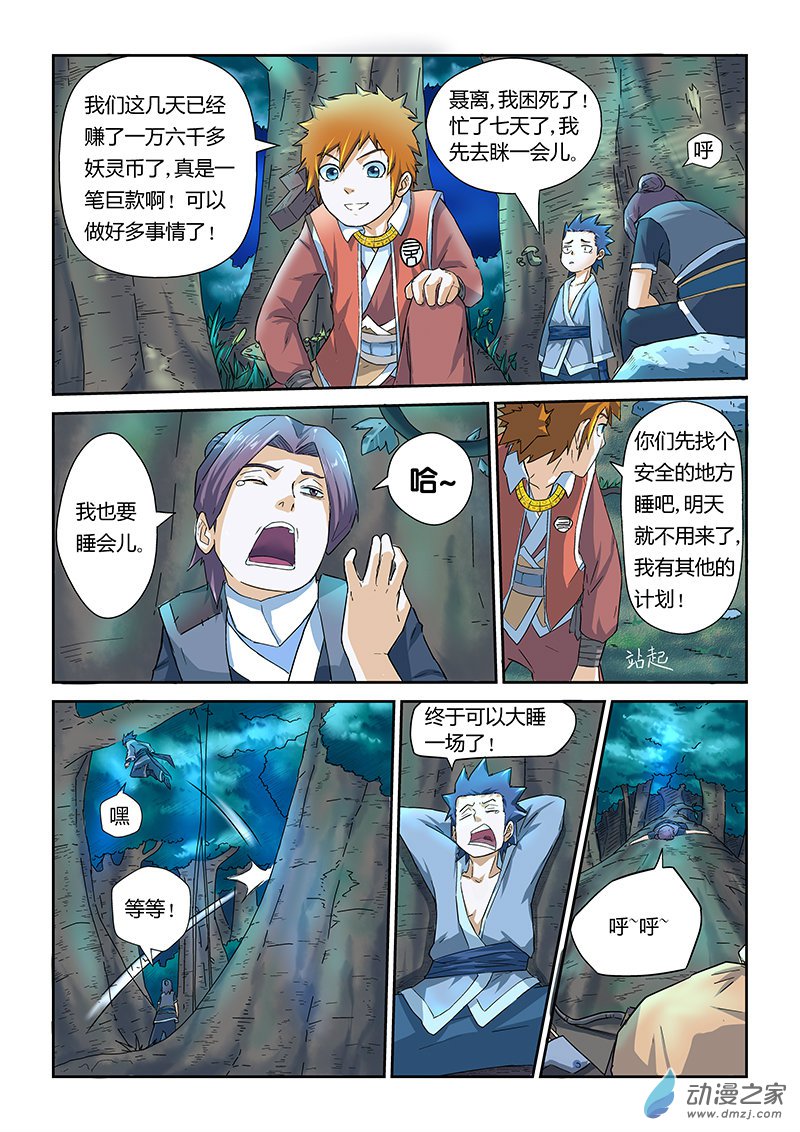 我们这几天已经
赚了一万六千多
妖灵币了,真是一
笔巨款啊！可以
做好多事情了！
聂离,我困死了！
忙了七天了,我
先去眯一会儿。
呼
我也要
睡会儿。
哈~
你们先找个
安全的地方
睡吧,明天
就不用来了,
我有其他的
计划！
站起
嘿
等等！
终于可以大睡
一场了！
呼~呼~
动漫之家
www.dmzj.com